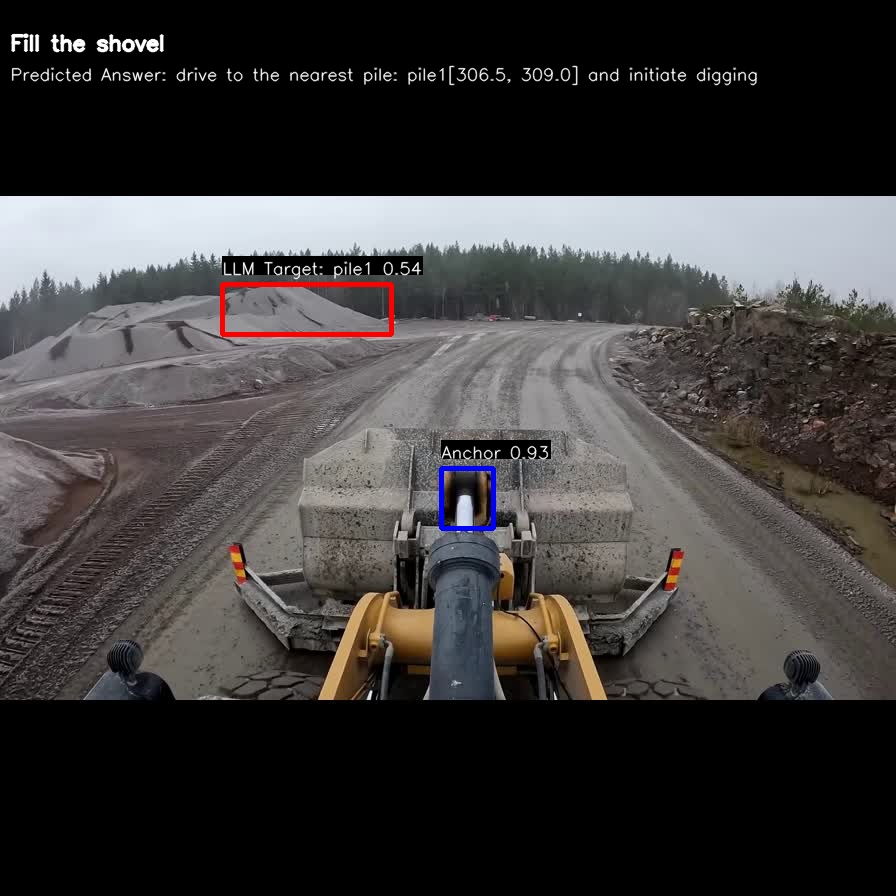 Fill the shovel
Predicted Answer: drive to the nearest pile: pile1[306.5, 309.0] and initiate digging
LLM Target: pile1 0.54
Anchor 0.93